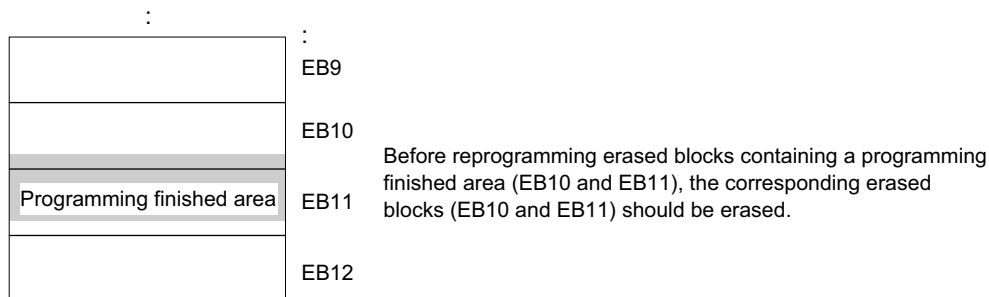 :
:
EB9
EB10
Before reprogramming erased blocks containing a programming
finished area (EB10 and EB11), the corresponding erased
blocks (EB10 and EB11) should be erased.
Programming finished area
EB11
EB12